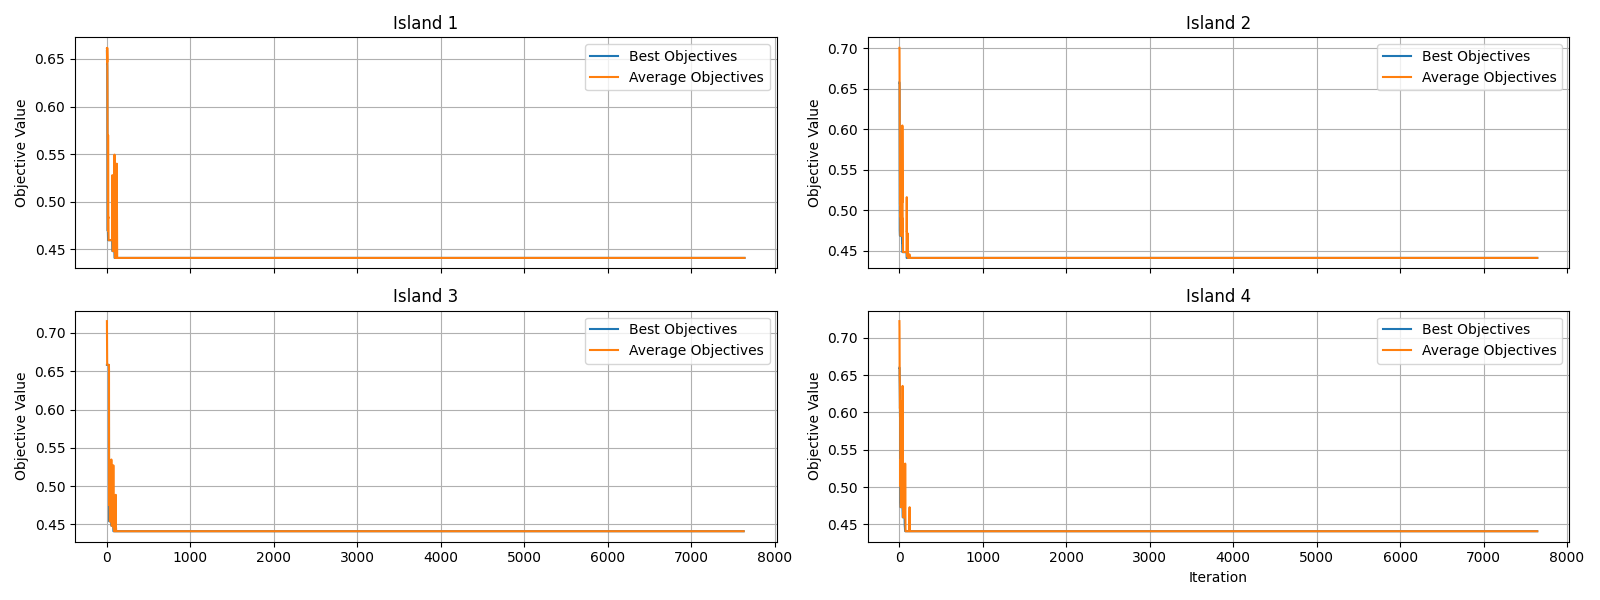 Island 1
Objective Value
0.65
0.60
0.55
0.50
0.45
Best Objectives
Average Objectives
Island 2
Objective Value
0.70
0.65
0.60
0.55
0.50
0.45
Best Objectives
Average Objectives
Island 3
Objective Value
0.70
0.65
0.60
0.55
0.50
0.45
Best Objectives
Average Objectives
0 1000 2000 3000 4000 5000 6000 7000 8000
Island 4
Objective Value
0.70
0.65
0.60
0.55
0.50
0.45
Best Objectives
Average Objectives
0 1000 2000 3000 4000 5000 6000 7000 8000
Iteration